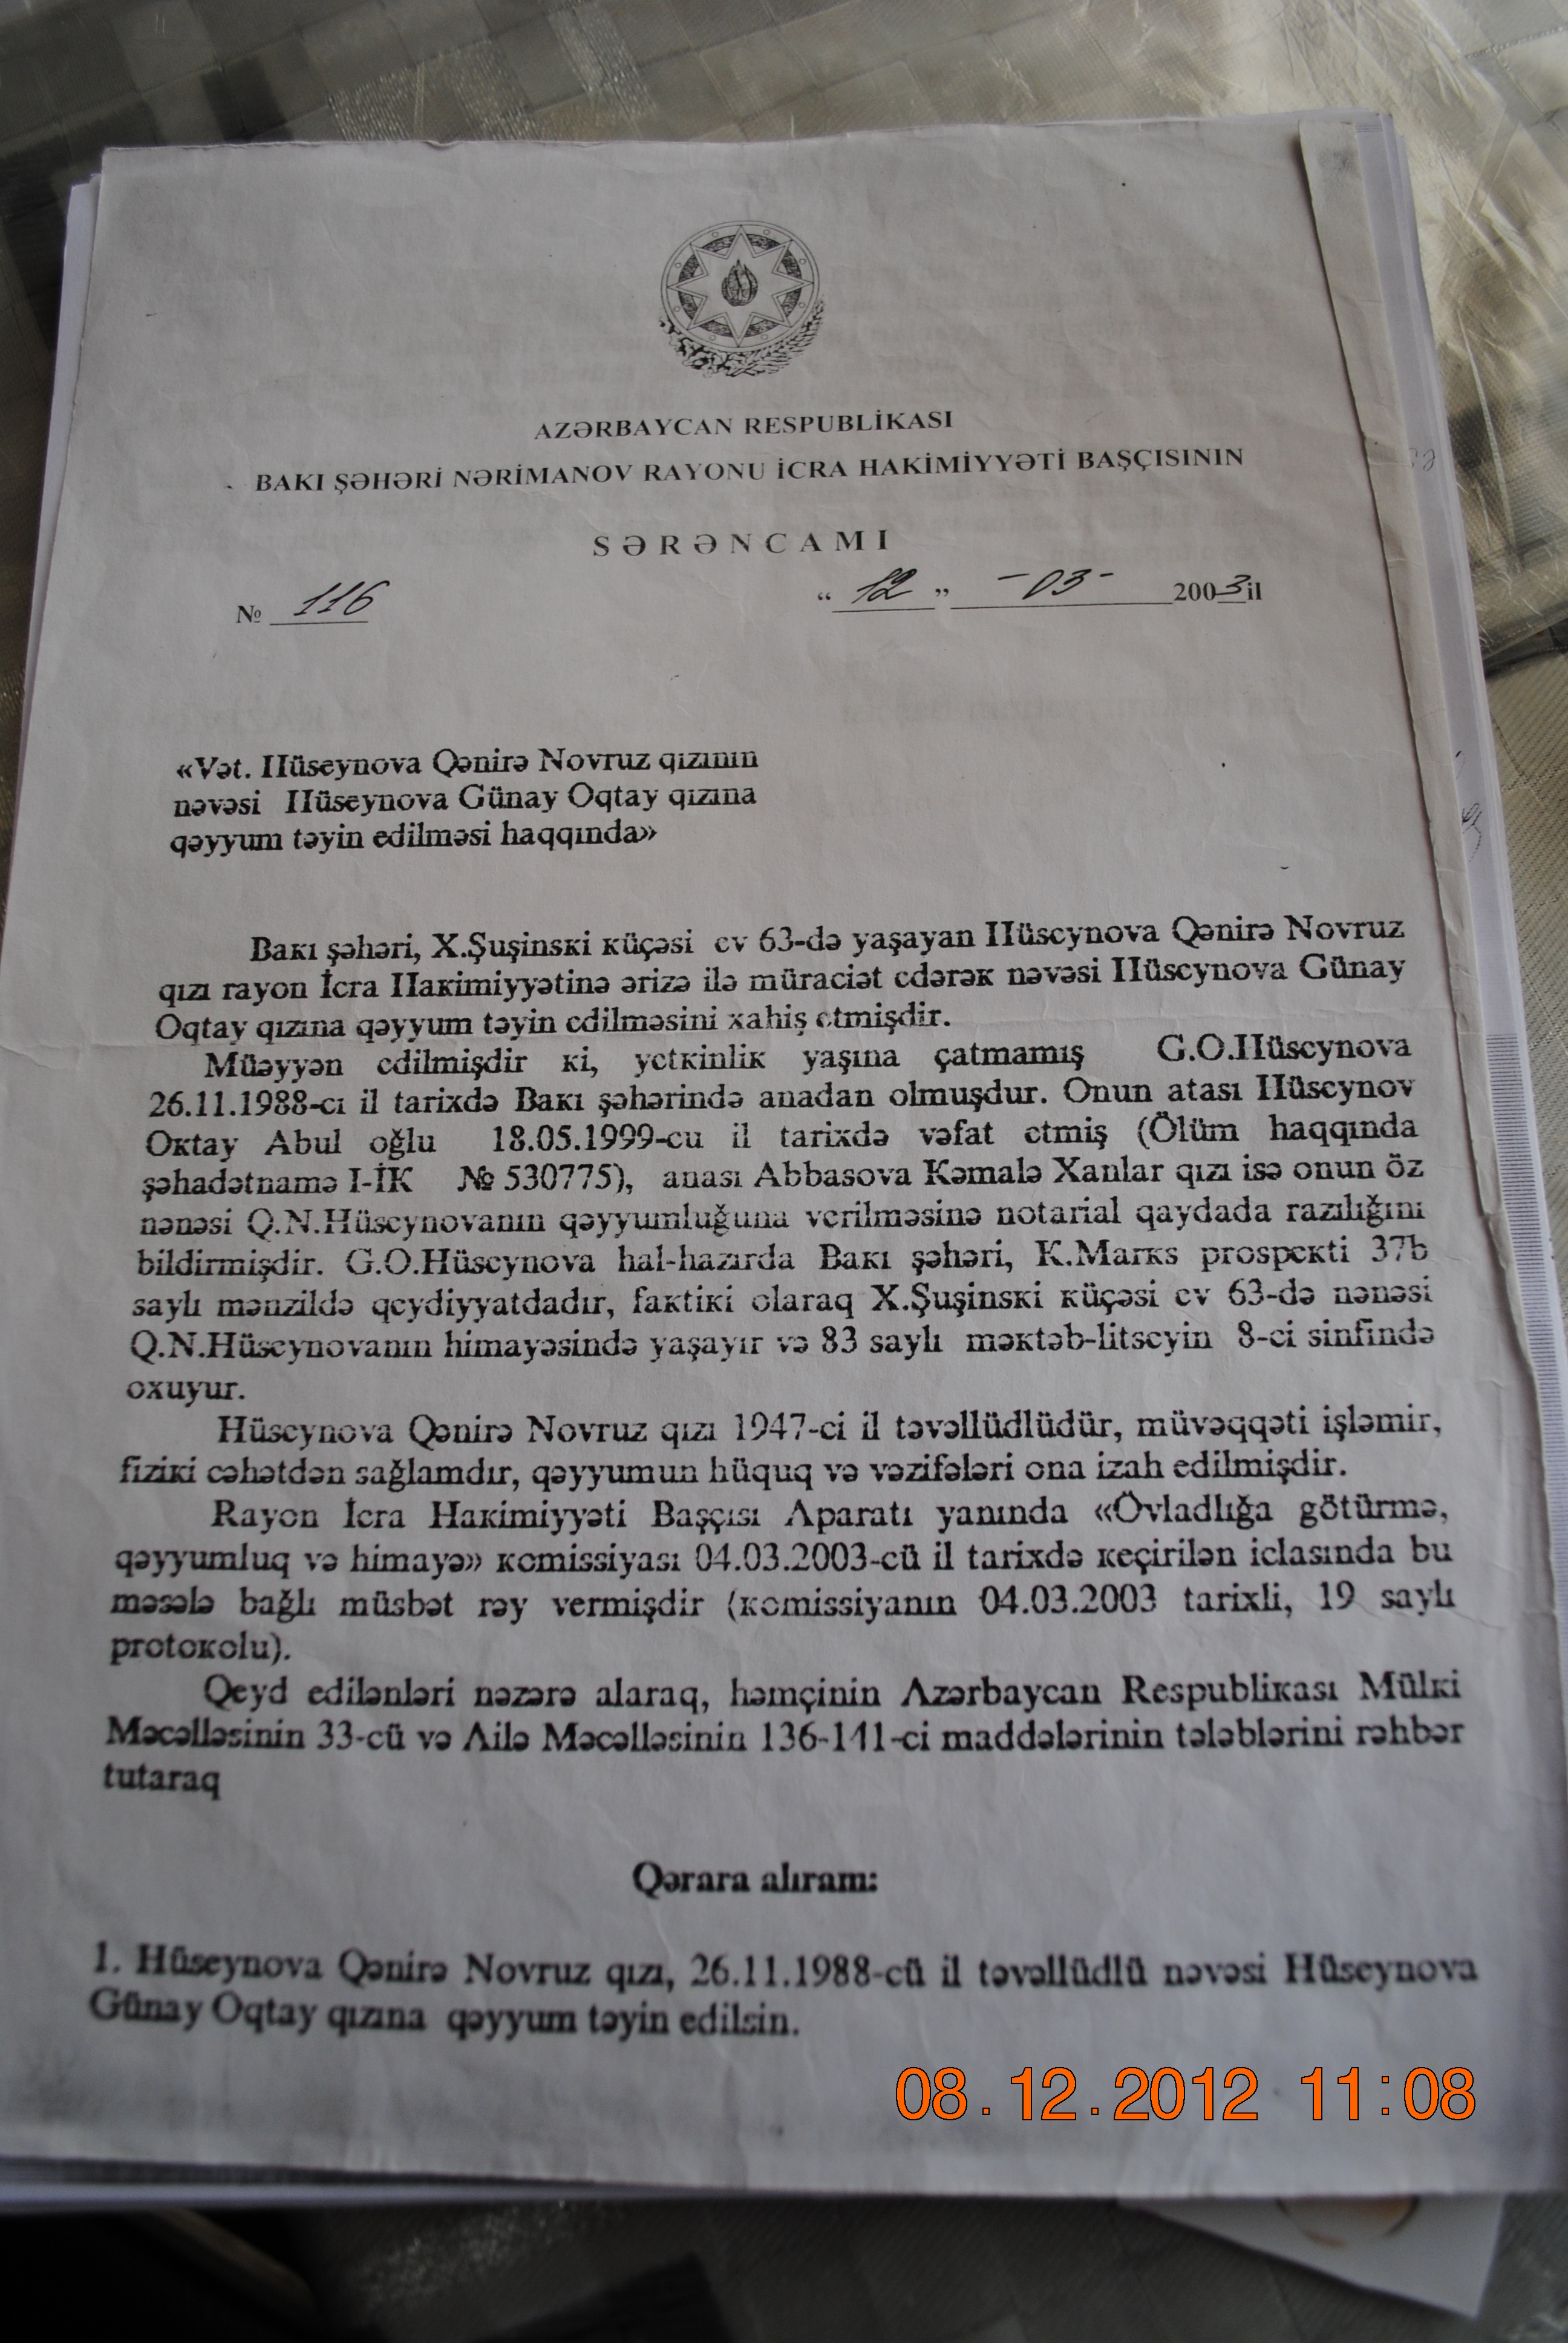 AZƏRBAYCAN RESPUBLİKASI
BAKI ŞƏHƏRİ NƏRİMANOV RAYONU İCRA HAKİMİYYƏTİ BAŞÇISININ
SƏRƏNCAMI
№ 116 “12” -03- 2003 il
«Vət. Hüseynova Qənirə Novruz qızının
nəvəsi Hüseynova Günay Oqtay qızına
qəyyum təyin edilməsi haqqında»
Bakı şəhəri, X.Şuşinski küçəsi ev 63-də yaşayan Hüseynova Qənirə Novruz
qızı rayon İcra Hakimiyyətinə ərizə ilə müraciət edərək nəvəsi Hüseynova Günay
Oqtay qızına qəyyum təyin edilməsini xahiş etmişdir.
Müəyyən edilmişdir ki, yetkinlik yaşına çatmamış G.O.Hüseynova
26.11.1988-cı il tarixdə Bakı şəhərində anadan olmuşdur. Onun atası Hüseynov
Oktay Abul oğlu 18.05.1999-cu il tarixdə vəfat etmiş (Ölüm haqqında
şəhadətnamə I-İK № 530775), anası Abbasova Kəmalə Xanlar qızı isə onun öz
nənəsi Q.N.Hüseynovanın qəyyumluğuna verilməsinə notarial qaydada razılığını
bildirmişdir. G.O.Hüseynova hal-hazırda Bakı şəhəri, K.Marks prospekti 37b
saylı mənzildə qeydiyyatdadır, faktiki olaraq X.Şuşinski küçəsi ev 63-də nənəsi
Q.N.Hüseynovanın himayəsində yaşayır və 83 saylı məktəb-litseyin 8-ci sinfində
oxuyur.
Hüseynova Qənirə Novruz qızı 1947-ci il təvəllüdlüdür, müvəqqəti işləmir,
fiziki cəhətdən sağlamdır, qəyyumun hüquq və vəzifələri ona izah edilmişdir.
Rayon İcra Hakimiyyəti Başçısı Aparatı yanında «Övladlığa götürmə,
qəyyumluq və himayə» komissiyası 04.03.2003-cü il tarixdə keçirilən iclasında bu
məsələ bağlı müsbət rəy vermişdir (komissiyanın 04.03.2003 tarixli, 19 saylı
protokolu).
Qeyd edilənləri nəzərə alaraq, həmçinin Azərbaycan Respublikası Mülki
Məcəlləsinin 33-cü və Ailə Məcəlləsinin 136-141-ci maddələrinin tələblərini rəhbər
tutaraq
Qərara alıram:
1. Hüseynova Qənirə Novruz qızı, 26.11.1988-cü il təvəllüdlü nəvəsi Hüseynova
Günay Oqtay qızına qəyyum təyin edilsin.
08.12.2012 11:08